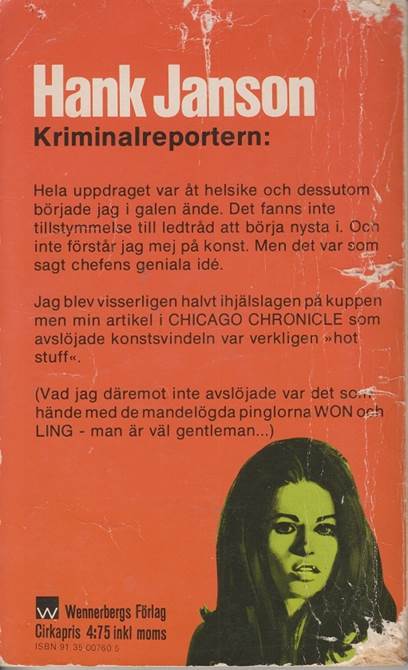 Hank Janson
Kriminalreportern:
Hela uppdraget var åt helsike och dessutom
började jag i galen ände. Det fanns inte
tillstymmelse till ledtråd att börja nysta i. Och
inte förstår jag mej på konst. Men det var som
sagt chefens geniala idé.
Jag blev visserligen halvt ihjälslagen på kuppen
men min artikel i CHICAGO CHRONICLE som
avslöjade konstsvindeln var verkligen »hot
stuff«.
(Vad jag däremot inte avslöjade var det som
hände med de mandelögda pinglorna WON och
LING - man är väl gentleman...)
W Wennerbergs Förlag
Cirkapris 4:75 inkl moms
ISBN 91 35 00760 5